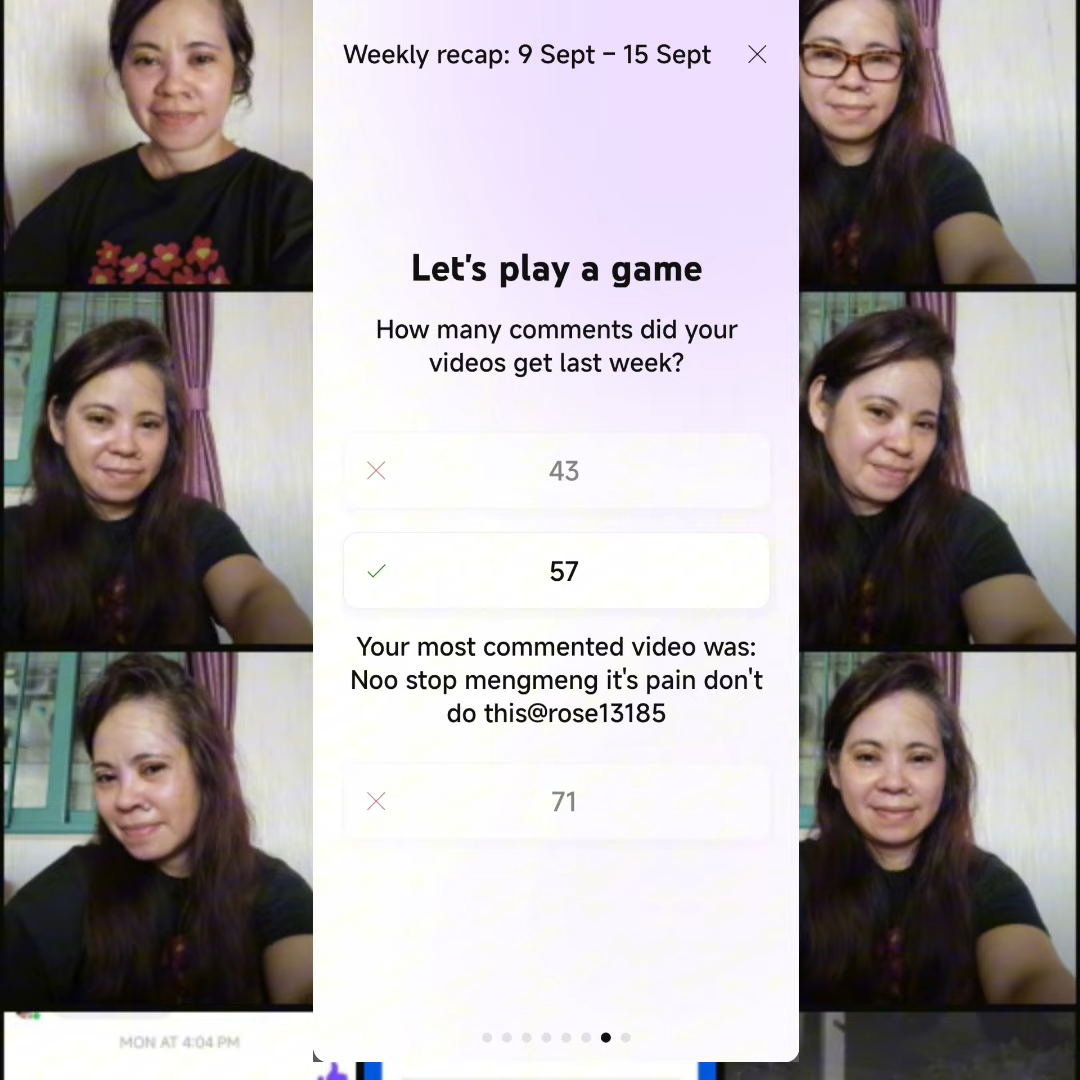 Weekly recap: 9 Sept – 15 Sept
Let's play a game
How many comments did your
videos get last week?
43
57
Your most commented video was:
Noo stop mengmeng it's pain don't
do this@rose13185
71
MON AT 4:04 PM